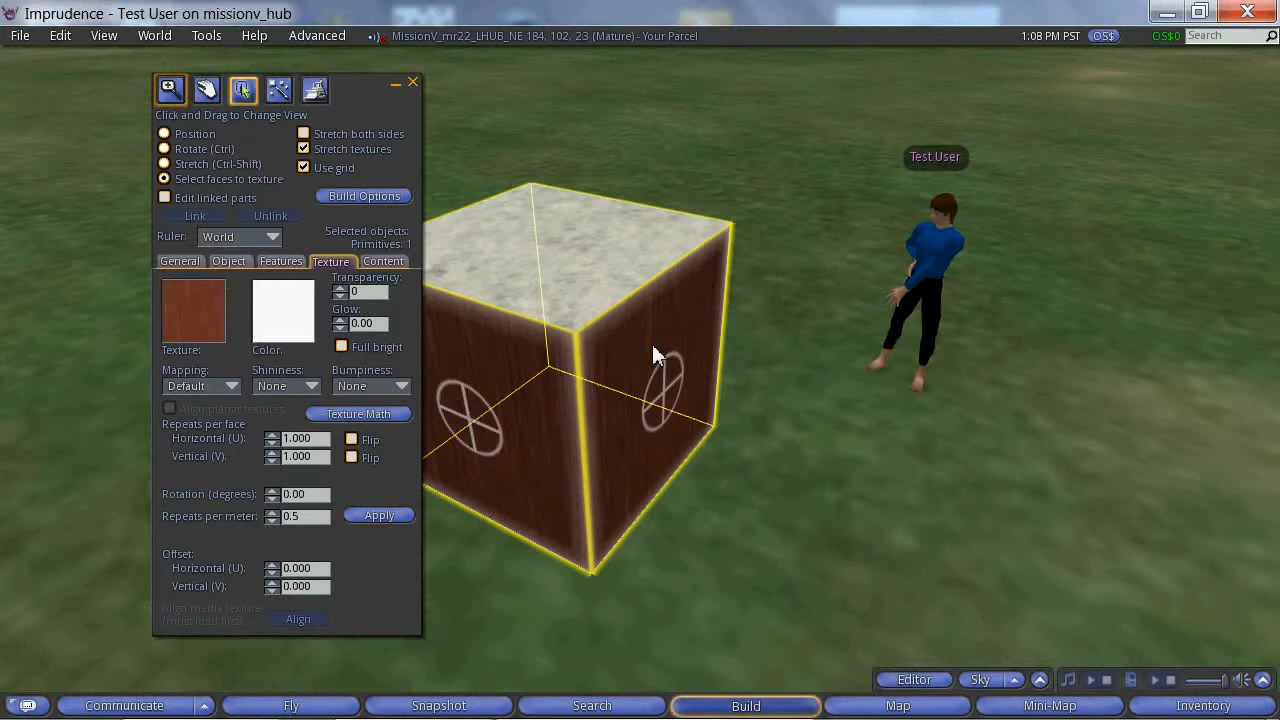 Imprudence - Test User on missionv_hub
File Edit View World Tools Help Advanced MissionV_mr22_LHUB_NE 184, 102, 23 (Mature) - Your Parcel 1:08 PM PST OS$ OS$0 Search
Click and Drag to Change View
Position Stretch both sides
Rotate (Ctrl) Stretch textures
Stretch (Ctrl-Shift) Use grid
Select faces to texture
Edit linked parts Build Options
Link Unlink
Ruler: World Selected objects:
Primitives: 1
General Object Features Texture Content
Transparency:
0
Glow:
0.00
Full bright
Texture: Color:
Mapping: Shininess: Bumpiness:
Default None None
Align planar textures
Texture Math
Repeats per face
Horizontal (U): 1.000 Flip
Vertical (V): 1.000 Flip
Rotation (degrees): 0.00
Repeats per meter: 0.5 Apply
Offset:
Horizontal (U): 0.000
Vertical (V): 0.000
Align media texture
(must load first) Align
Test User
Editor Sky
Communicate Fly Snapshot Search Build Map Mini-Map Inventory